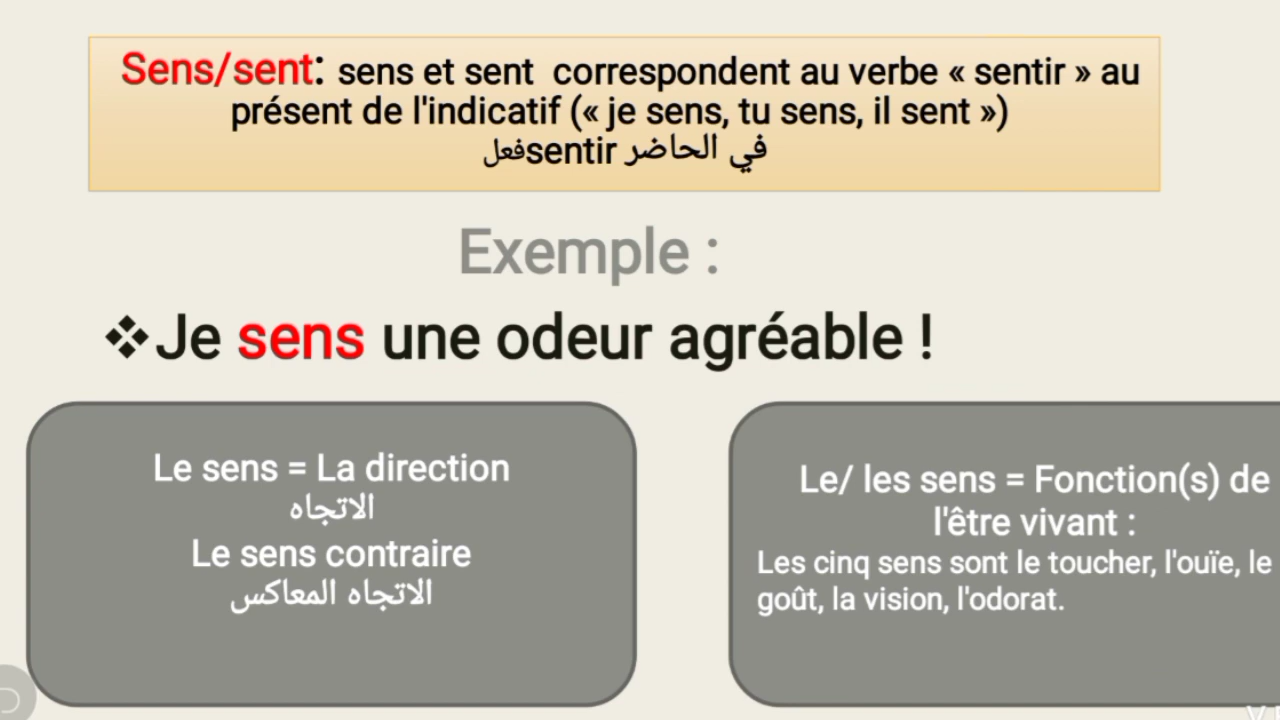 Sens/sent: sens et sent correspondent au verbe « sentir » au
présent de l'indicatif (« je sens, tu sens, il sent »)
فعلsentir في الحاضر
Exemple :
❖Je sens une odeur agréable !
Le sens = La direction
الاتجاه
Le sens contraire
الاتجاه المعاكس
Le/ les sens = Fonction(s) de
l'être vivant :
Les cinq sens sont le toucher, l'ouïe, le
goût, la vision, l'odorat.